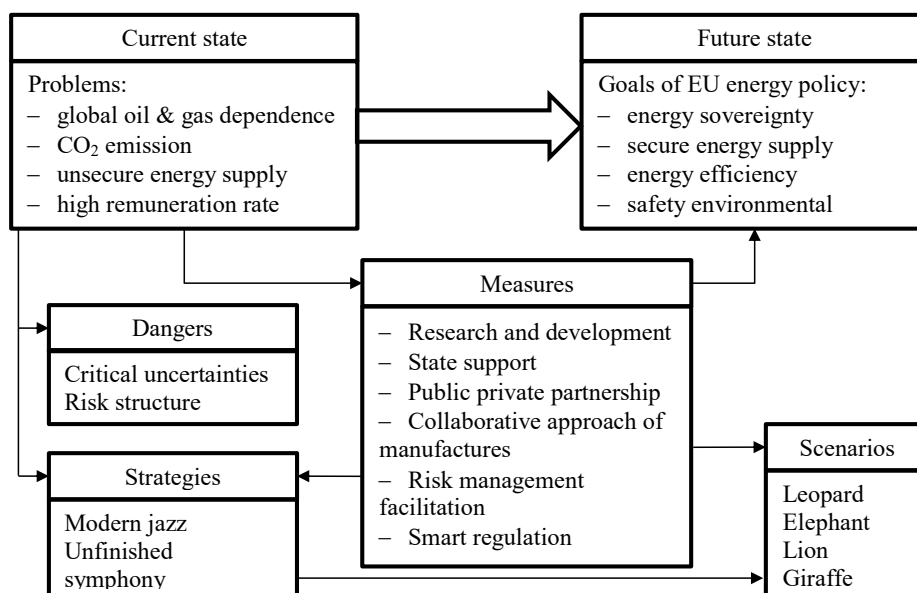 Current state
Problems:
– global oil & gas dependence
– CO₂ emission
– unsecure energy supply
– high remuneration rate
Future state
Goals of EU energy policy:
– energy sovereignty
– secure energy supply
– energy efficiency
– safety environmental
Measures
– Research and development
– State support
– Public private partnership
– Collaborative approach of
manufactures
– Risk management
facilitation
– Smart regulation
Dangers
Critical uncertainties
Risk structure
Strategies
Modern jazz
Unfinished
symphony
Scenarios
Leopard
Elephant
Lion
Giraffe